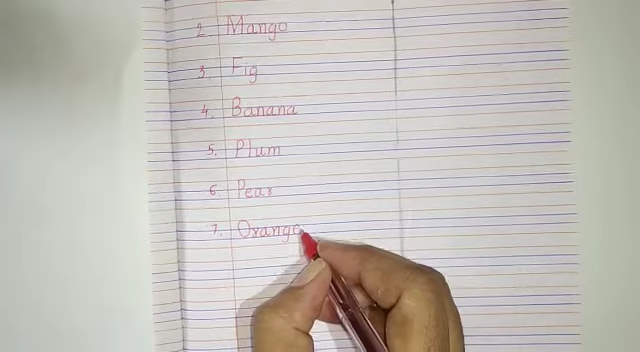 2. Mango
3. Fig
4. Banana
5. Plum
6 Pear
7. Orange